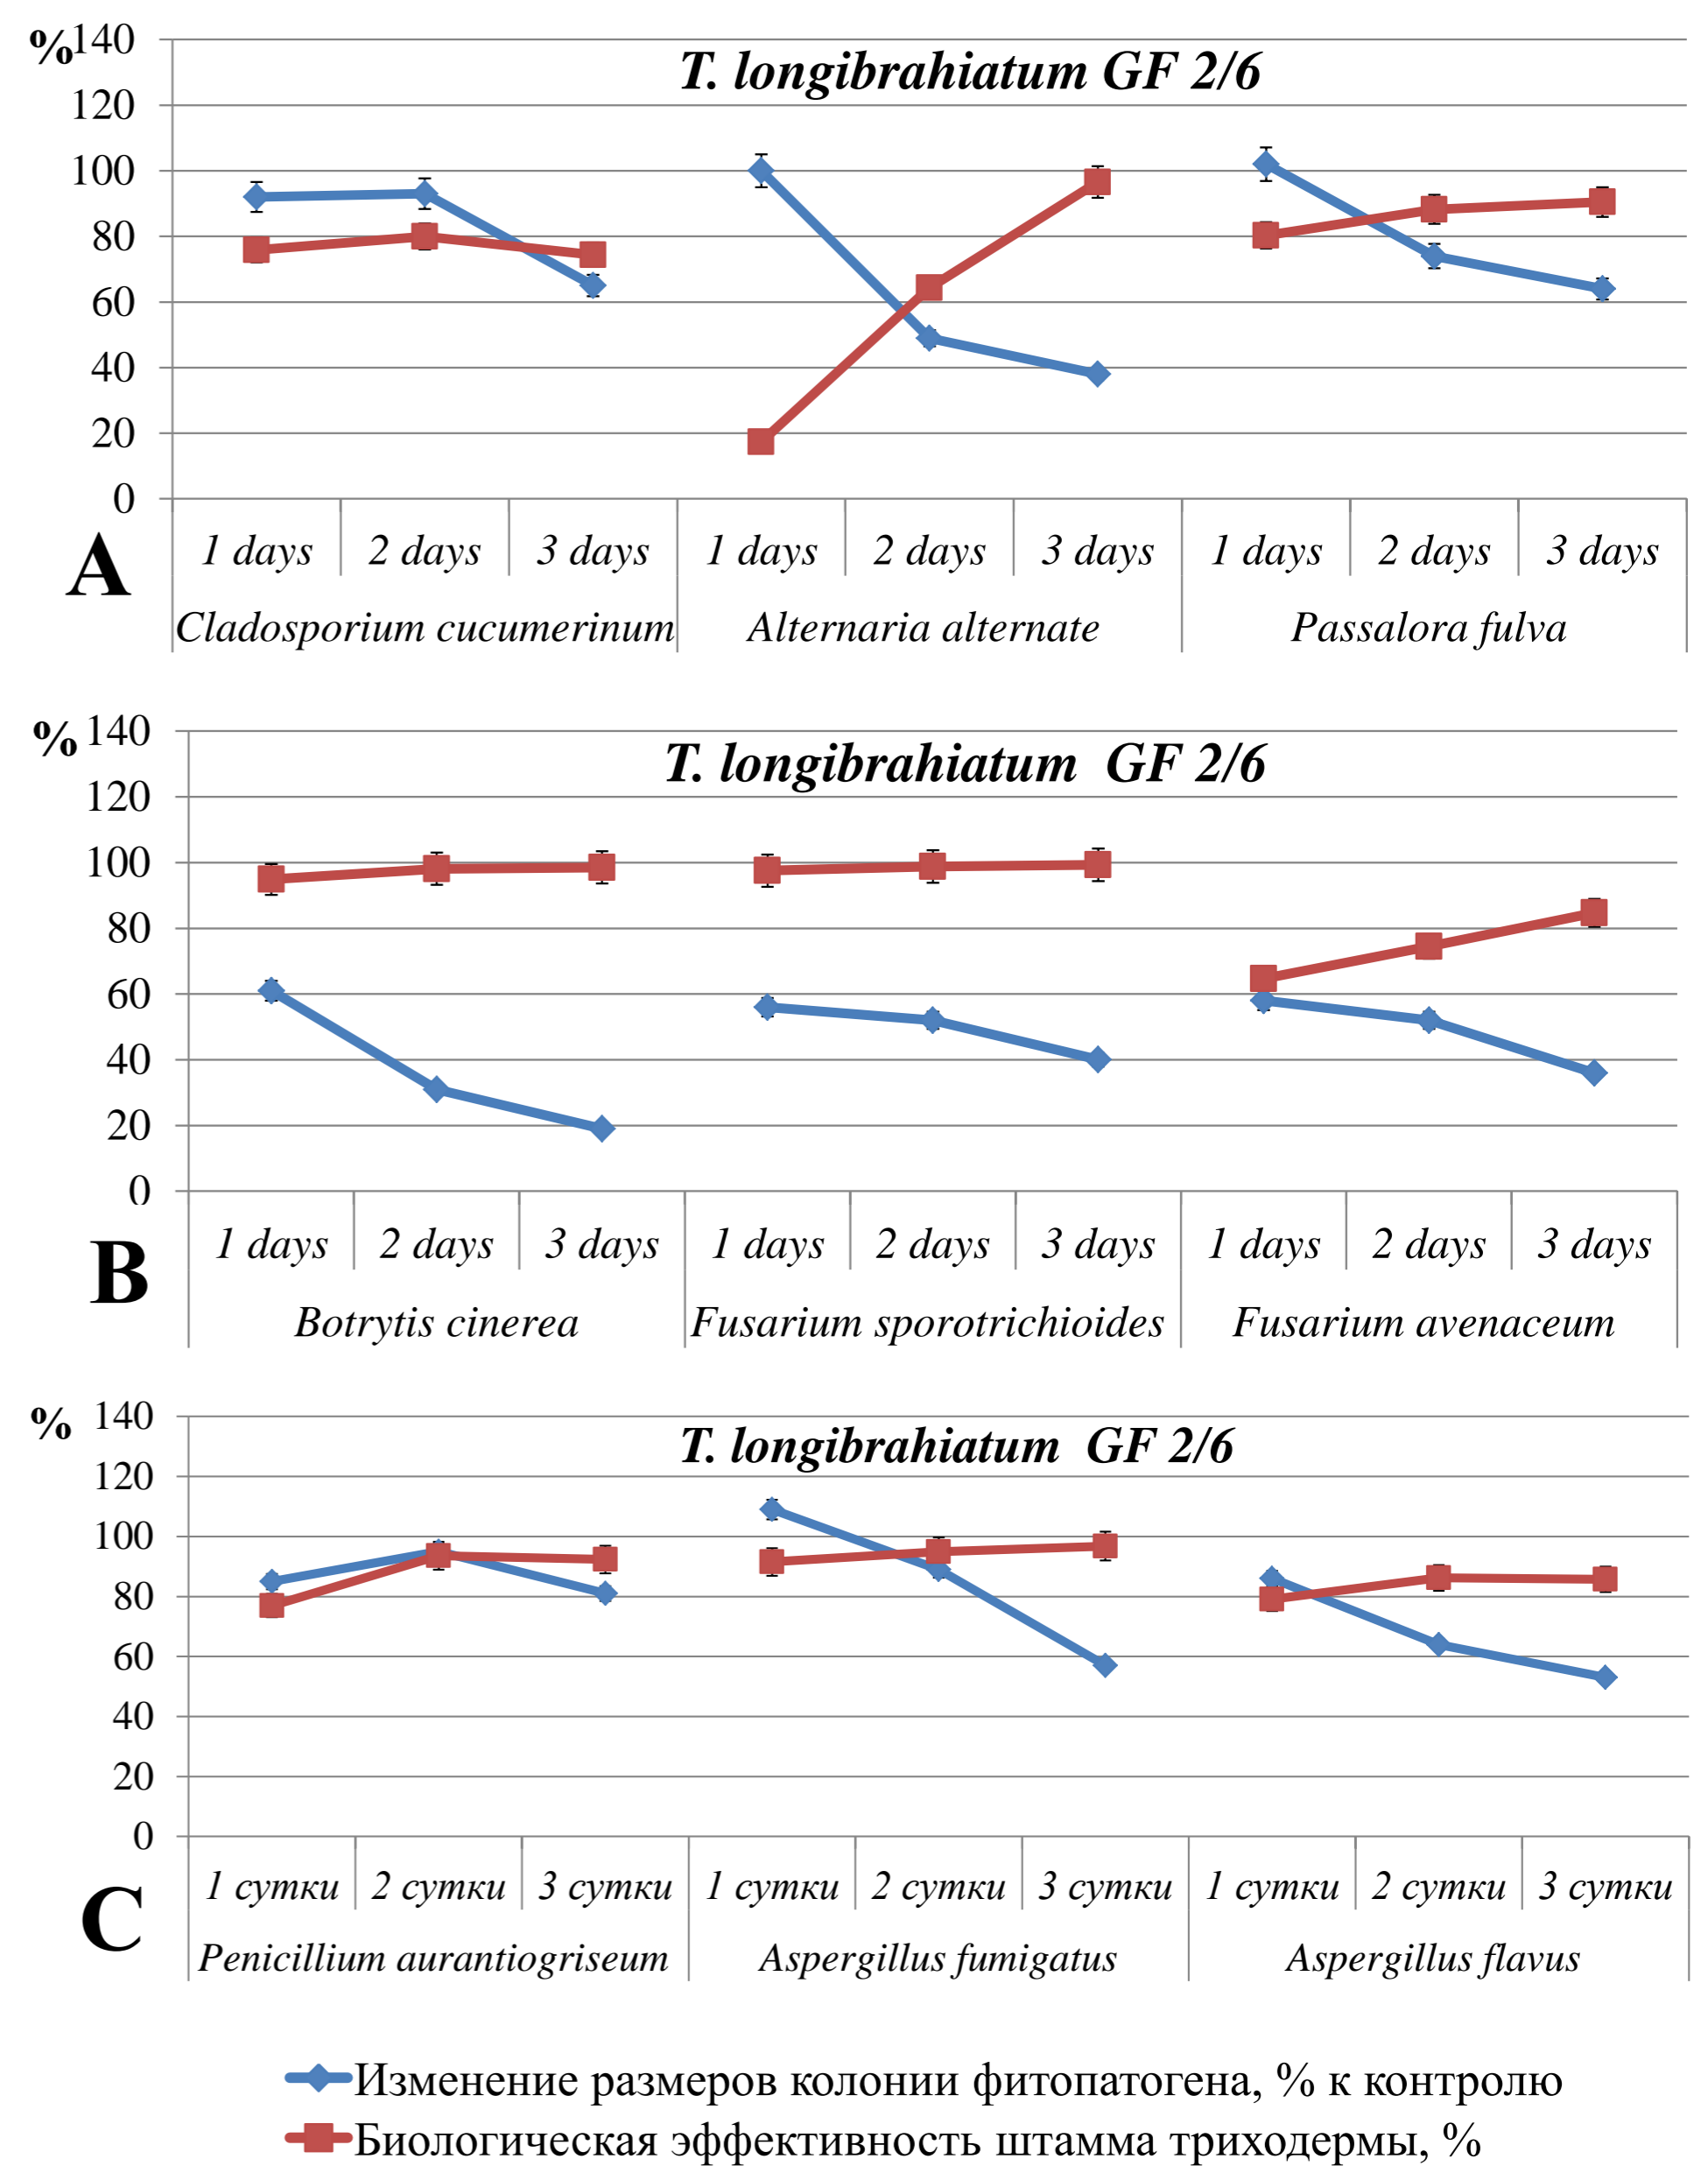 %
140
T. longibrahiatum GF 2/6
120
100
80
60
40
20
0
A
1 days 2 days 3 days 1 days 2 days 3 days 1 days 2 days 3 days
Cladosporium cucumerinum Alternaria alternate Passalora fulva
%
140
T. longibrahiatum GF 2/6
120
100
80
60
40
20
0
B
1 days 2 days 3 days 1 days 2 days 3 days 1 days 2 days 3 days
Botrytis cinerea Fusarium sporotrichioides Fusarium avenaceum
%
140
T. longibrahiatum GF 2/6
120
100
80
60
40
20
0
C
1 сутки 2 сутки 3 сутки 1 сутки 2 сутки 3 сутки 1 сутки 2 сутки 3 сутки
Penicillium aurantiogriseum Aspergillus fumigatus Aspergillus flavus
Изменение размеров колонии фитопатогена, % к контролю
Биологическая эффективность штамма триходермы, %